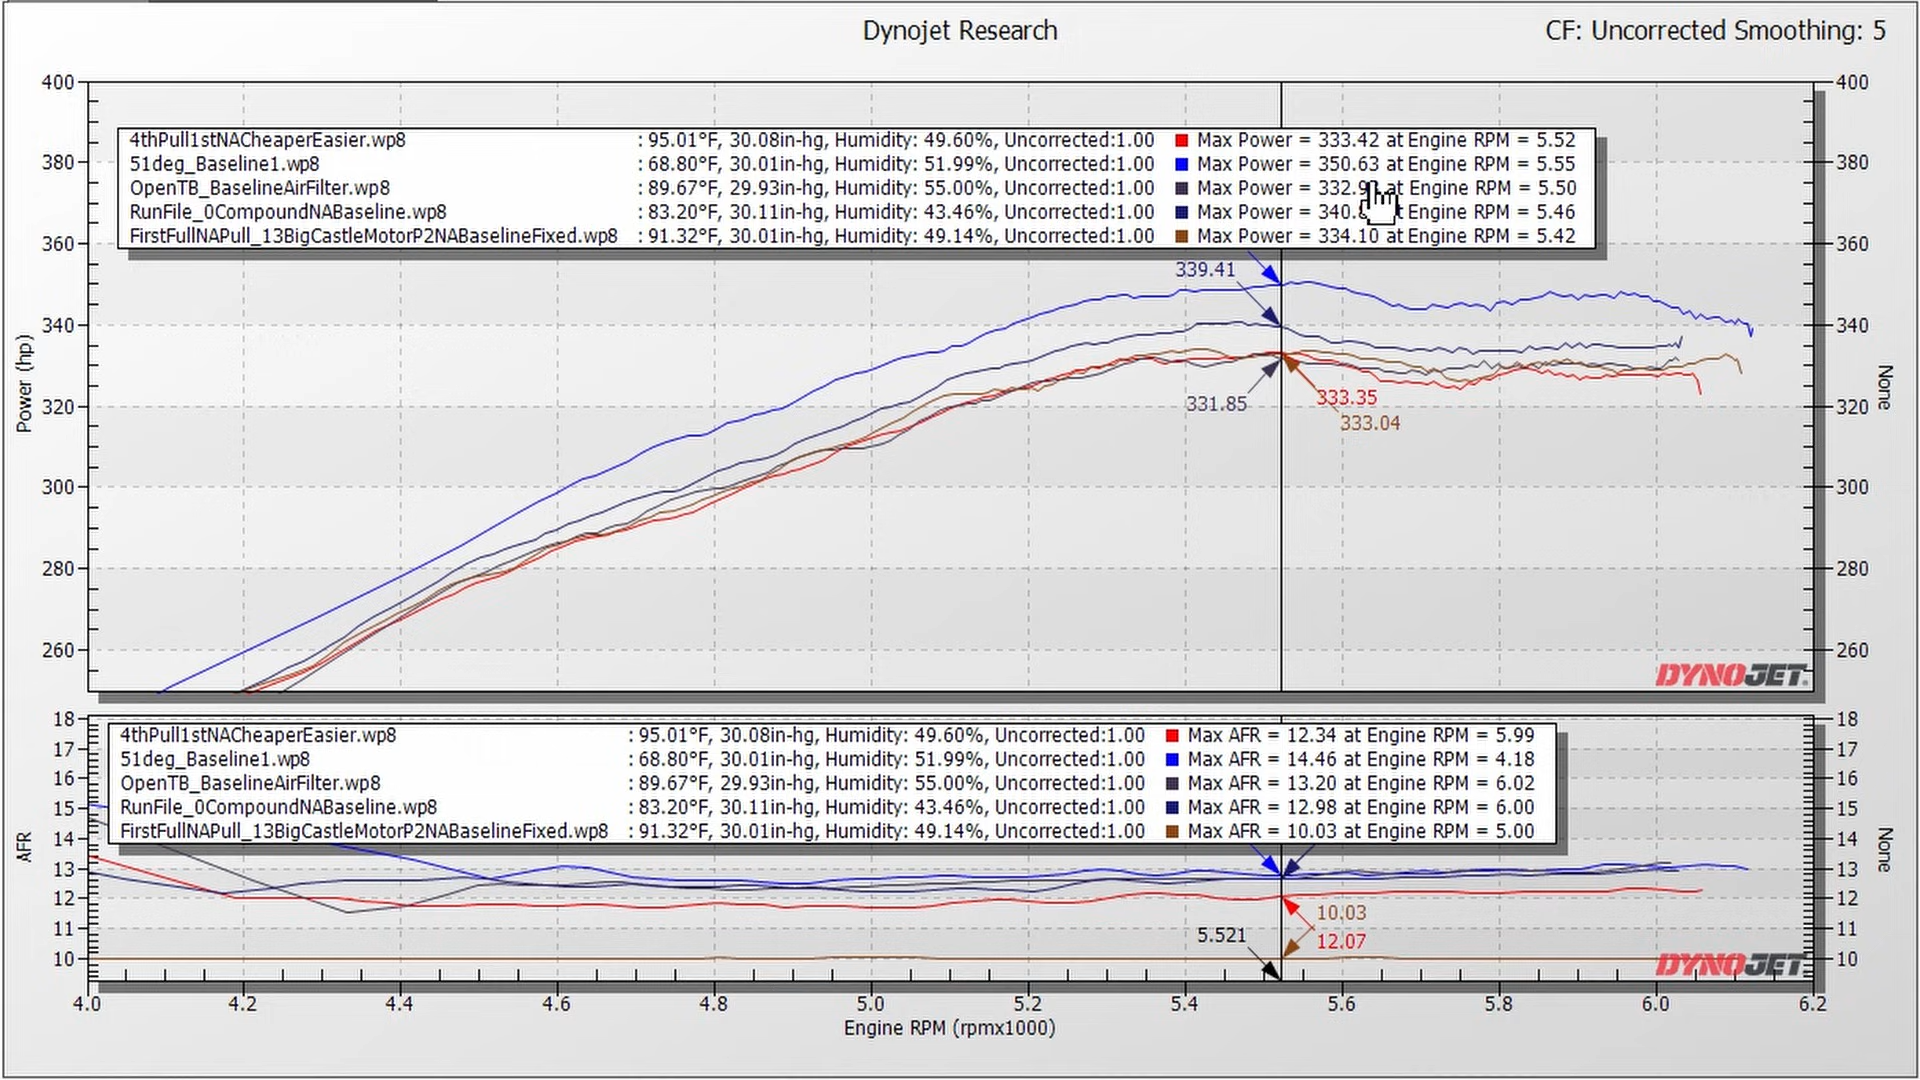 Dynojet Research
CF: Uncorrected Smoothing: 5
400
380
360
340
320
300
280
260
Power (hp)
400
380
360
340
320
300
280
260
None
4thPull1stNACheaperEasier.wp8 : 95.01°F, 30.08in-hg, Humidity: 49.60%, Uncorrected:1.00 Max Power = 333.42 at Engine RPM = 5.52
51deg_Baseline1.wp8 : 68.80°F, 30.01in-hg, Humidity: 51.99%, Uncorrected:1.00 Max Power = 350.63 at Engine RPM = 5.55
OpenTB_BaselineAirFilter.wp8 : 89.67°F, 29.93in-hg, Humidity: 55.00%, Uncorrected:1.00 Max Power = at Engine RPM = 5.50
RunFile_0CompoundNABaseline.wp8 : 83.20°F, 30.11in-hg, Humidity: 43.46%, Uncorrected:1.00 Max Power = Engine RPM = 5.46
FirstFullNAPull_13BigCastleMotorP2NABaselineFixed.wp8 : 91.32°F, 30.01in-hg, Humidity: 49.14%, Uncorrected:1.00 Max Power = 334.10 at Engine RPM = 5.42
339.41
331.85
333.35
333.04
DYNOJET
18
17
16
15
14
13
12
11
10
AFR
18
17
16
15
14
13
12
11
10
None
4thPull1stNACheaperEasier.wp8 : 95.01°F, 30.08in-hg, Humidity: 49.60%, Uncorrected:1.00 Max AFR = 12.34 at Engine RPM = 5.99
51deg_Baseline1.wp8 : 68.80°F, 30.01in-hg, Humidity: 51.99%, Uncorrected:1.00 Max AFR = 14.46 at Engine RPM = 4.18
OpenTB_BaselineAirFilter.wp8 : 89.67°F, 29.93in-hg, Humidity: 55.00%, Uncorrected:1.00 Max AFR = 13.20 at Engine RPM = 6.02
RunFile_0CompoundNABaseline.wp8 : 83.20°F, 30.11in-hg, Humidity: 43.46%, Uncorrected:1.00 Max AFR = 12.98 at Engine RPM = 6.00
FirstFullNAPull_13BigCastleMotorP2NABaselineFixed.wp8 : 91.32°F, 30.01in-hg, Humidity: 49.14%, Uncorrected:1.00 Max AFR = 10.03 at Engine RPM = 5.00
10.03
5.521
12.07
DYNOJET
4.0 4.2 4.4 4.6 4.8 5.0 5.2 5.4 5.6 5.8 6.0 6.2
Engine RPM (rpmx1000)